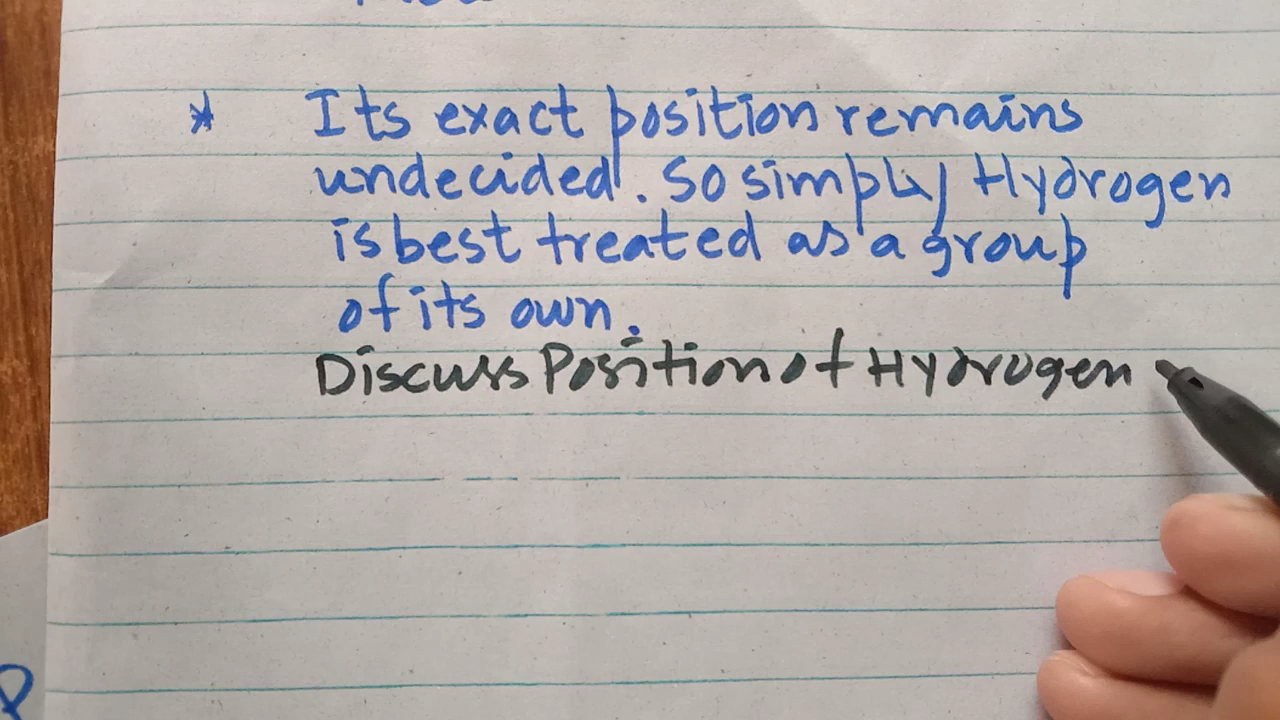 * Its exact position remains
undecided. So simply Hydrogen
is best treated as a group
of its own.
Discuss Position of Hydrogen
P